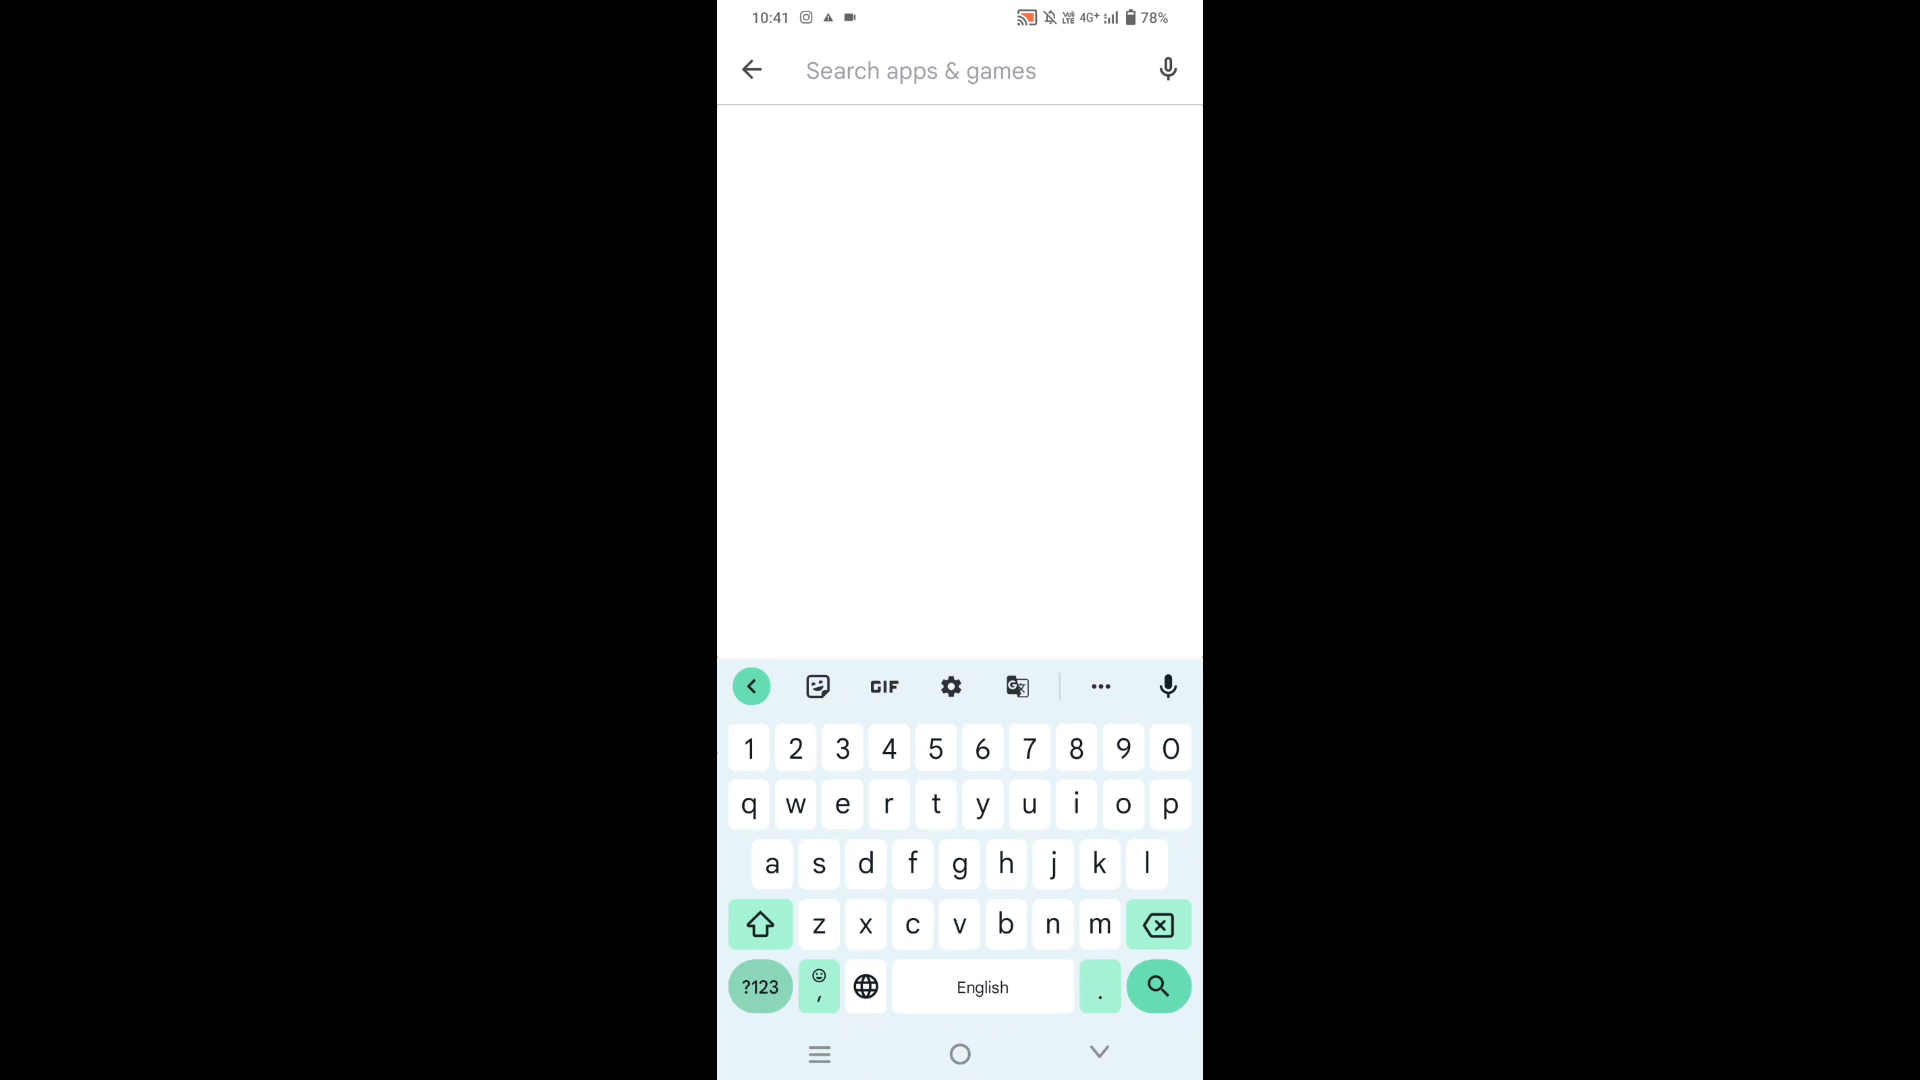 10:41 4G+ 78%
Search apps & games
GIF
1 2 3 4 5 6 7 8 9 0
q w e r t y u i o p
a s d f g h j k l
z x c v b n m
?123 , English .